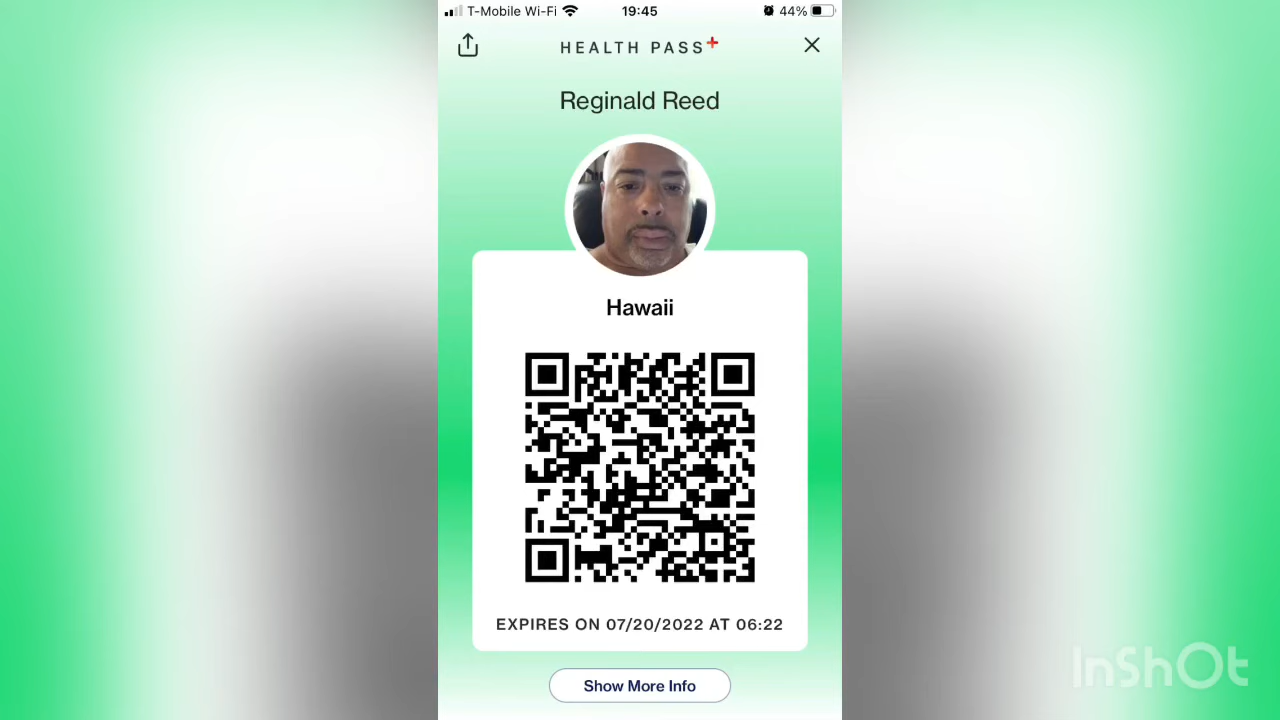 T-Mobile Wi-Fi 19:45 44%
HEALTH PASS+
Reginald Reed
Hawaii
EXPIRES ON 07/20/2022 AT 06:22
Show More Info
InShOt